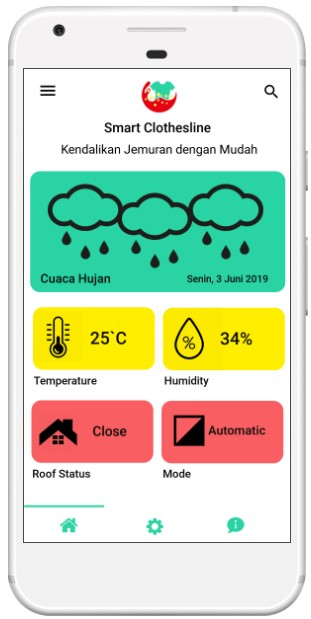 Smart Clothesline
Kendalikan Jemuran dengan Mudah
Cuaca Hujan
Senin, 3 Juni 2019
25`C
%
34%
Temperature
Humidity
Close
Automatic
Roof Status
Mode